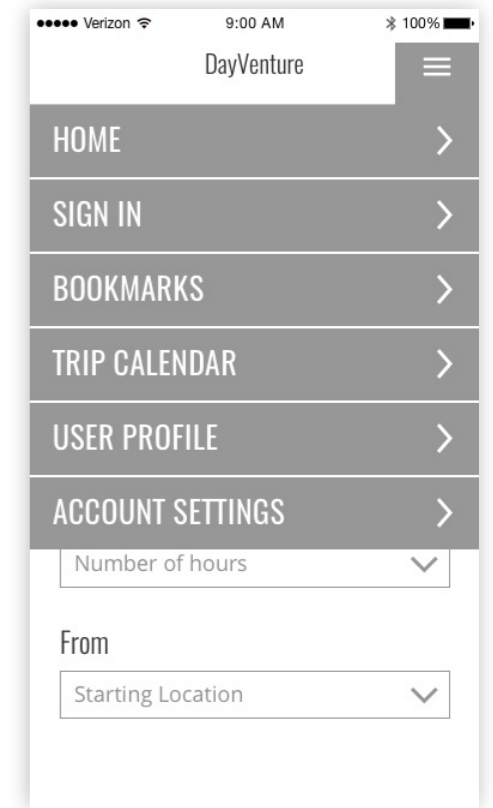 Verizon 9:00 AM 100%
DayVenture
HOME
SIGN IN
BOOKMARKS
TRIP CALENDAR
USER PROFILE
ACCOUNT SETTINGS
Number of hours
From
Starting Location